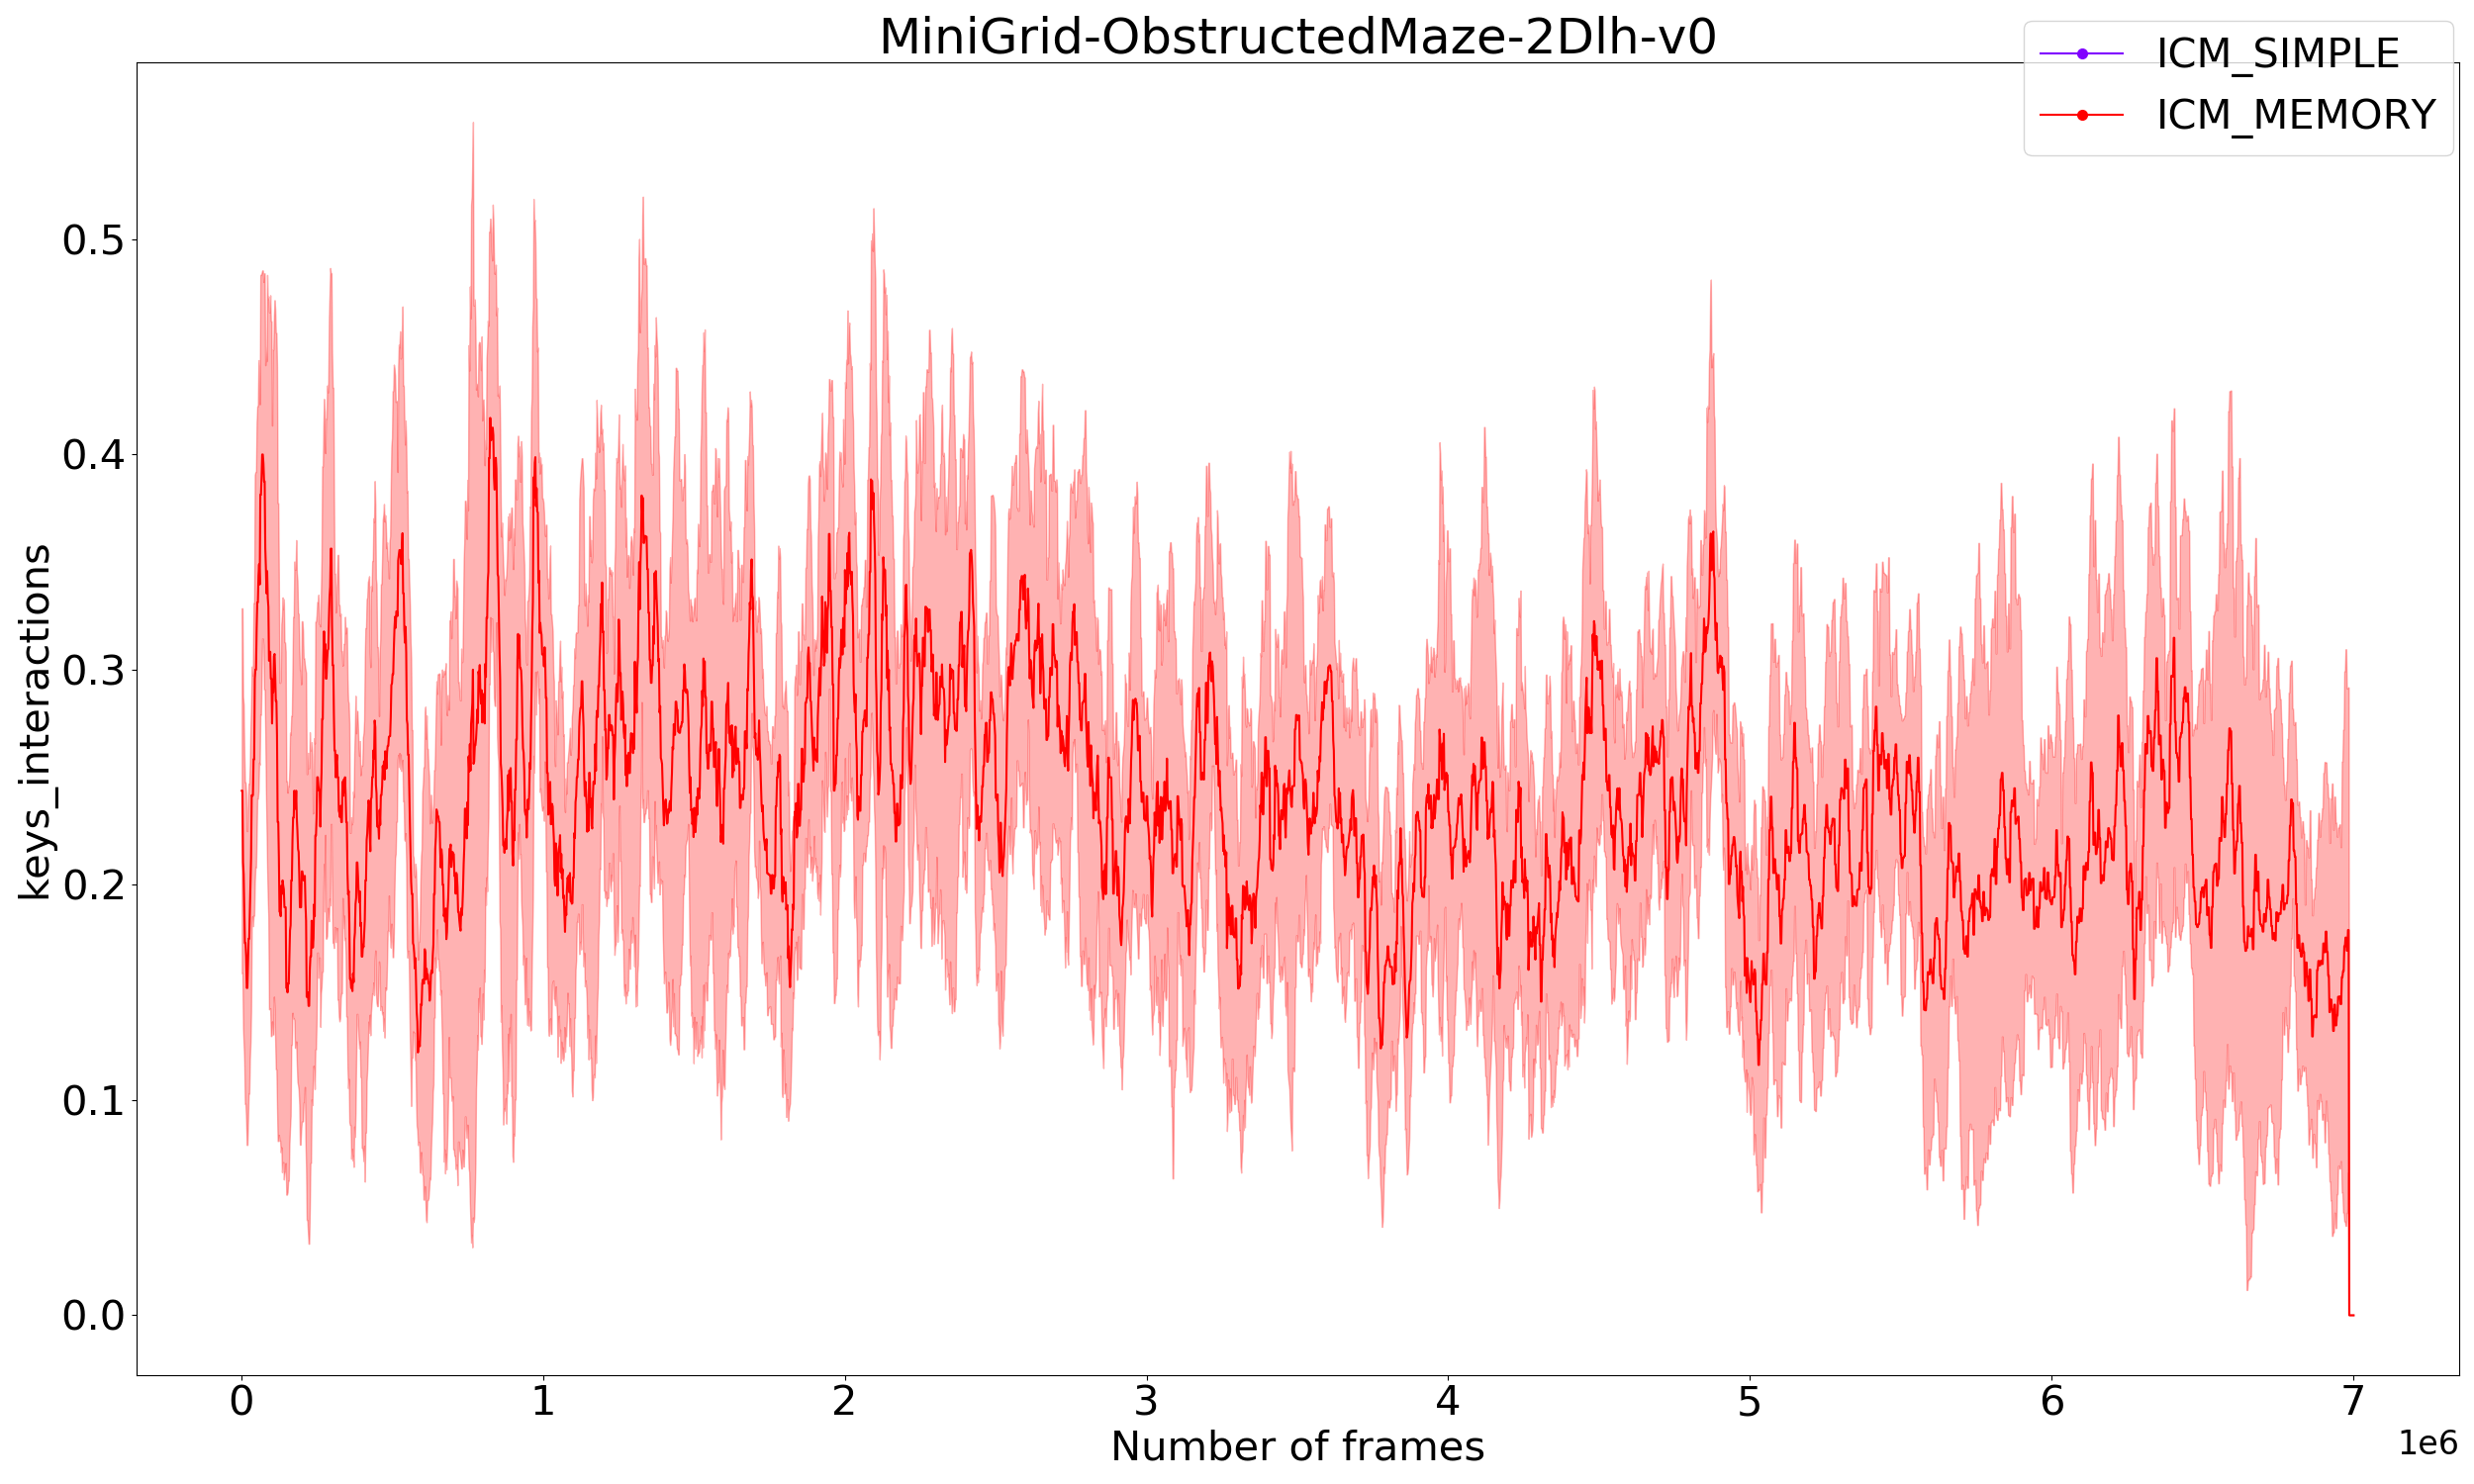 MiniGrid-ObstructedMaze-2Dlh-v0
ICM_SIMPLE
ICM_MEMORY
keys_interactions
0.5
0.4
0.3
0.2
0.1
0.0
0 1 2 3 4 5 6 7
1e6
Number of frames